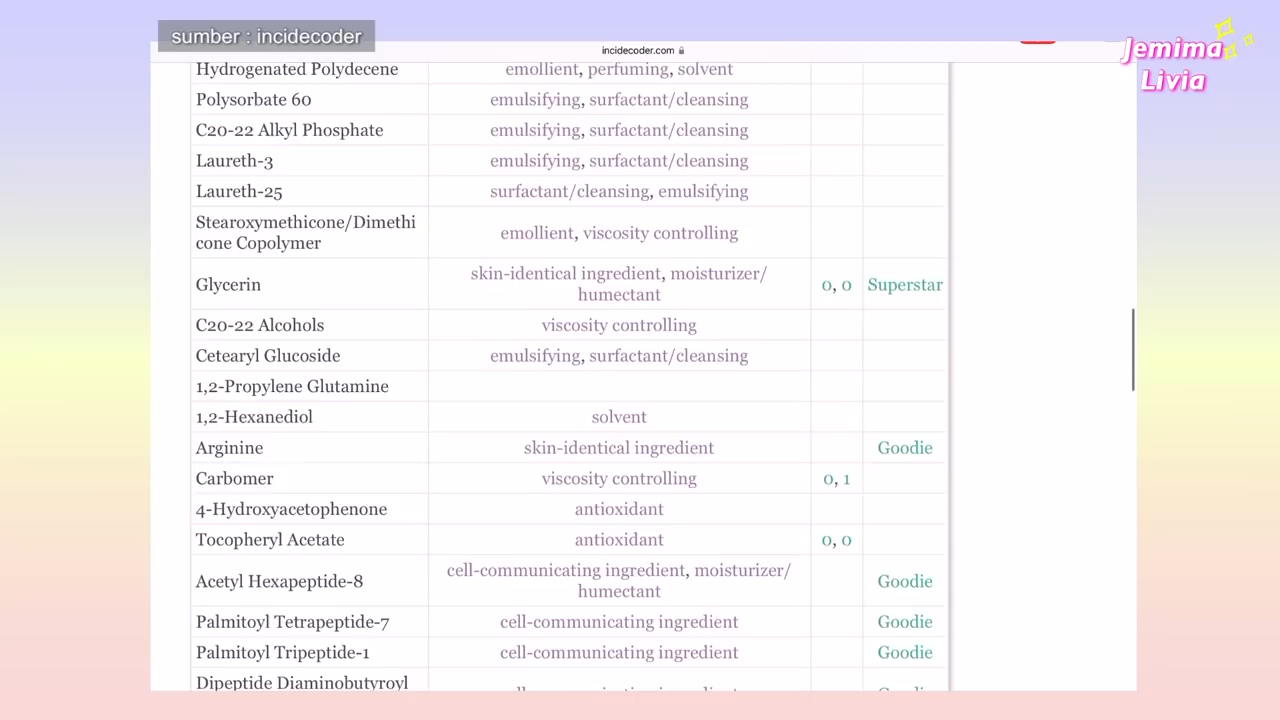 sumber : incidecoder
incidecoder.com
Jemima
Livia
Hydrogenated Polydecene emollient, perfuming, solvent
Polysorbate 60 emulsifying, surfactant/cleansing
C20-22 Alkyl Phosphate emulsifying, surfactant/cleansing
Laureth-3 emulsifying, surfactant/cleansing
Laureth-25 surfactant/cleansing, emulsifying
Stearoxymethicone/Dimethi
cone Copolymer
emollient, viscosity controlling
Glycerin
skin-identical ingredient, moisturizer/
humectant
0, 0 Superstar
C20-22 Alcohols viscosity controlling
Cetearyl Glucoside emulsifying, surfactant/cleansing
1,2-Propylene Glutamine
1,2-Hexanediol solvent
Arginine skin-identical ingredient Goodie
Carbomer viscosity controlling 0, 1
4-Hydroxyacetophenone antioxidant
Tocopheryl Acetate antioxidant 0, 0
Acetyl Hexapeptide-8
cell-communicating ingredient, moisturizer/
humectant
Goodie
Palmitoyl Tetrapeptide-7 cell-communicating ingredient Goodie
Palmitoyl Tripeptide-1 cell-communicating ingredient Goodie
Dipeptide Diaminobutyroyl